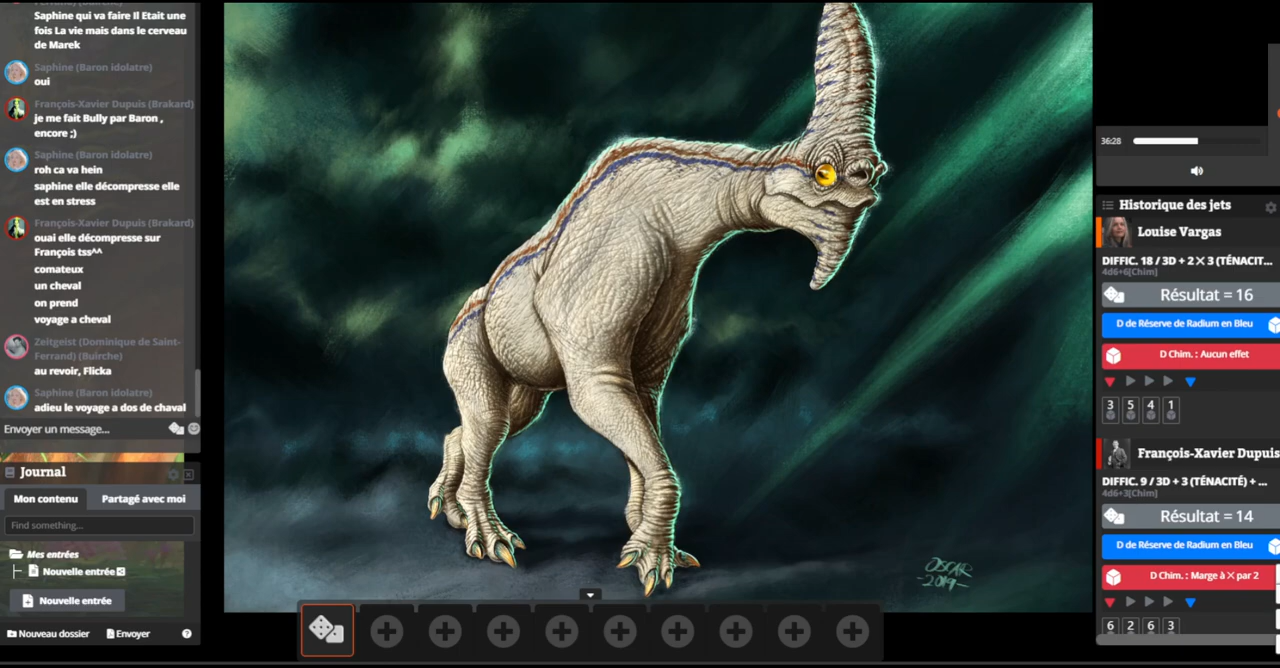 Saphine qui va faire Il Etait une
fois La vie mais dans le cerveau
de Marek
Saphine (Baron idolatre)
oui
François-Xavier Dupuis (Brakard)
je me fait Bully par Baron ,
encore ;)
Saphine (Baron idolatre)
roh ca va hein
saphine elle décompresse elle
est en stress
François-Xavier Dupuis (Brakard)
ouai elle décompresse sur
François tss^^
comateux
un cheval
on prend
voyage a cheval
Zeitgeist (Dominique de Saint-
Ferrand) (Buirche)
au revoir, Flicka
Saphine (Baron idolatre)
adieu le voyage a dos de chaval
Envoyer un message...
Journal
Mon contenu
Partagé avec moi
Find something...
Mes entrées
Nouvelle entrée
Nouvelle entrée
Nouveau dossier
Envoyer
?
OSCAR
-2019-
36:28
Historique des jets
Louise Vargas
DIFFIC. 18 / 3D + 2 X 3 (TÉNACIT...
4d6+6[Chim]
Résultat = 16
D de Réserve de Radium en Bleu
D Chim. : Aucun effet
3 5 4 1
François-Xavier Dupuis
DIFFIC. 9 / 3D + 3 (TÉNACITÉ) + ...
4d6+3[Chim]
Résultat = 14
D de Réserve de Radium en Bleu
D Chim. : Marge à X par 2
6 2 6 3